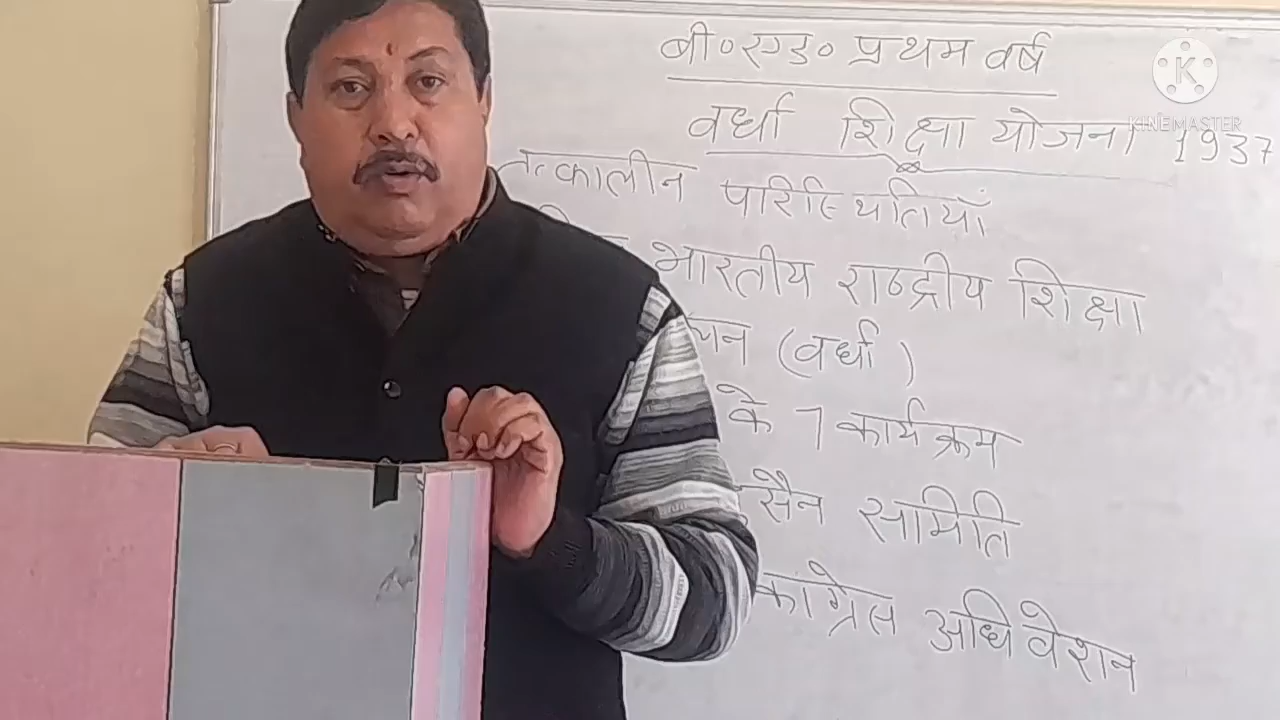 बी०एड० प्रथम वर्ष
K
KINEMASTER
वर्धा शिक्षा योजना 1937
तत्कालीन परिस्थितियाँ
भारतीय राष्ट्रीय शिक्षा
(वर्धा)
के 7 कार्यक्रम
समिति
कांग्रेस अधिवेशन